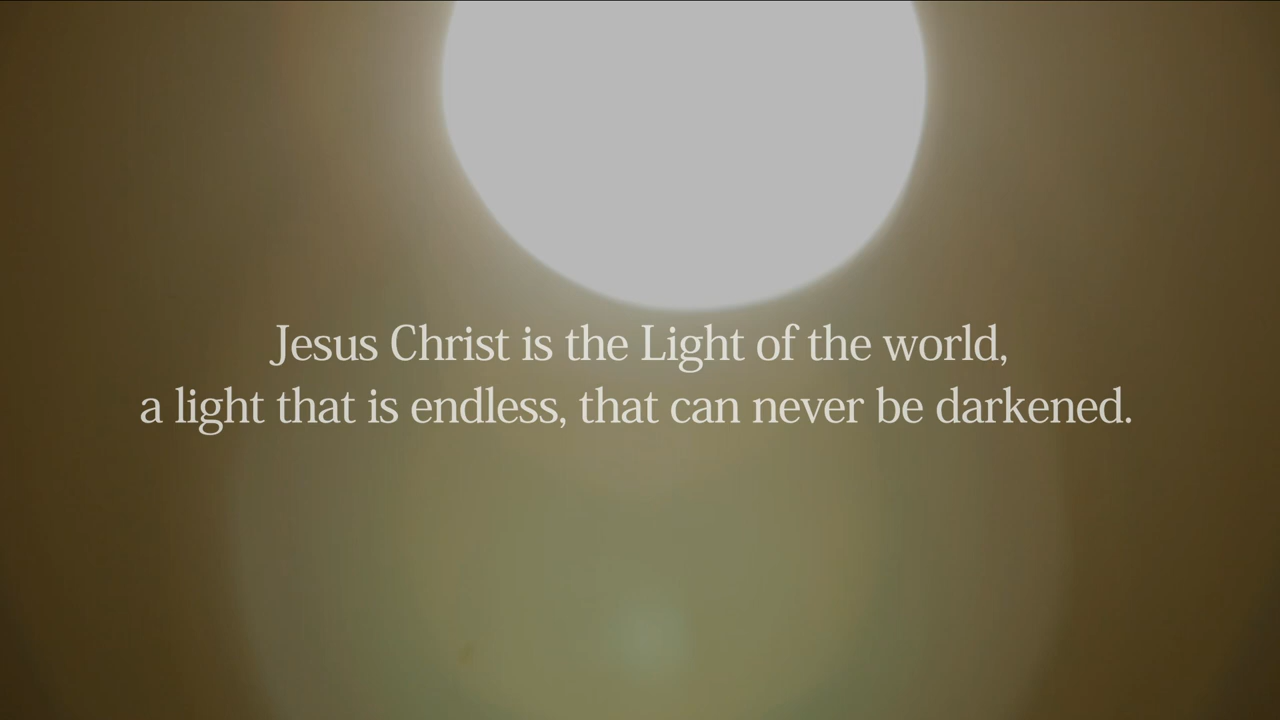 Jesus Christ is the Light of the world,
a light that is endless, that can never be darkened.